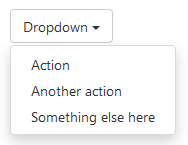 Dropdown
Action
Another action
Something else here